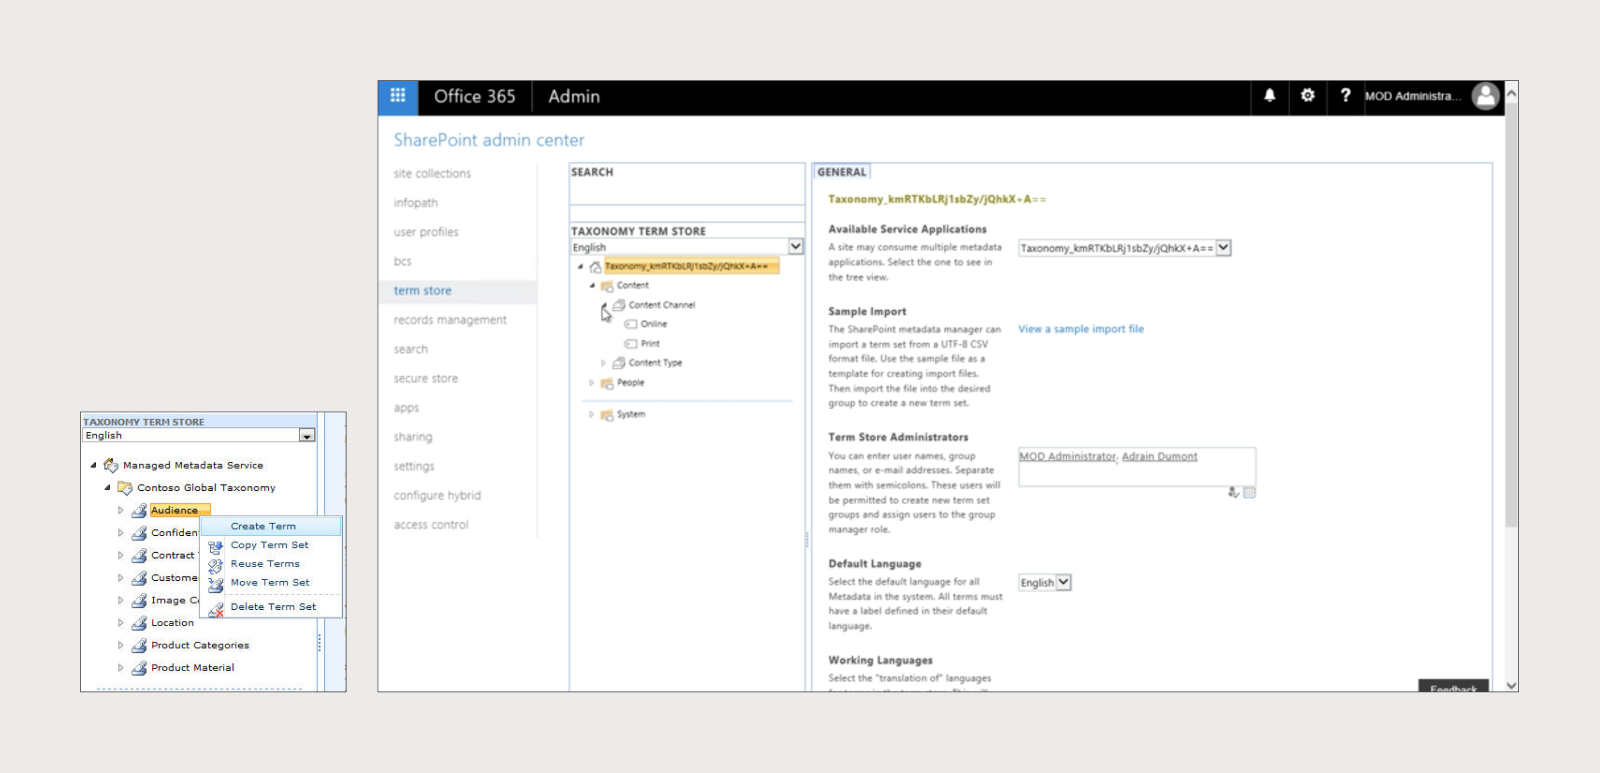 Office 365
Admin
MOD Administra...
SharePoint admin center
site collections
infopath
user profiles
bcs
term store
records management
search
secure store
apps
sharing
settings
configure hybrid
access control
SEARCH
TAXONOMY TERM STORE
English
Taxonomy_kmRTKbLRj1sbZy/jQhkX+A==
Content
Content Channel
Online
Print
Content Type
People
System
GENERAL
Taxonomy_kmRTKbLRj1sbZy/jQhkX+A==
Available Service Applications
A site may consume multiple metadata
applications. Select the one to see in
the tree view.
Taxonomy_kmRTKbLRj1sbZy/jQhkX+A==
Sample Import
The SharePoint metadata manager can
import a term set from a UTF-8 CSV
format file. Use the sample file as a
template for creating import files.
Then import the file into the desired
group to create a new term set.
View a sample import file
Term Store Administrators
You can enter user names, group
names, or e-mail addresses. Separate
them with semicolons. These users will
be permitted to create new term set
groups and assign users to the group
manager role.
MOD Administrator; Adrain Dumont
Default Language
Select the default language for all
Metadata in the system. All terms must
have a label defined in their default
language.
English
Working Languages
Select the "translation of" languages
Feedback
TAXONOMY TERM STORE
English
Managed Metadata Service
Contoso Global Taxonomy
Audience
Confiden
Contract
Custome
Image C
Location
Product Categories
Product Material
Create Term
Copy Term Set
Reuse Terms
Move Term Set
Delete Term Set